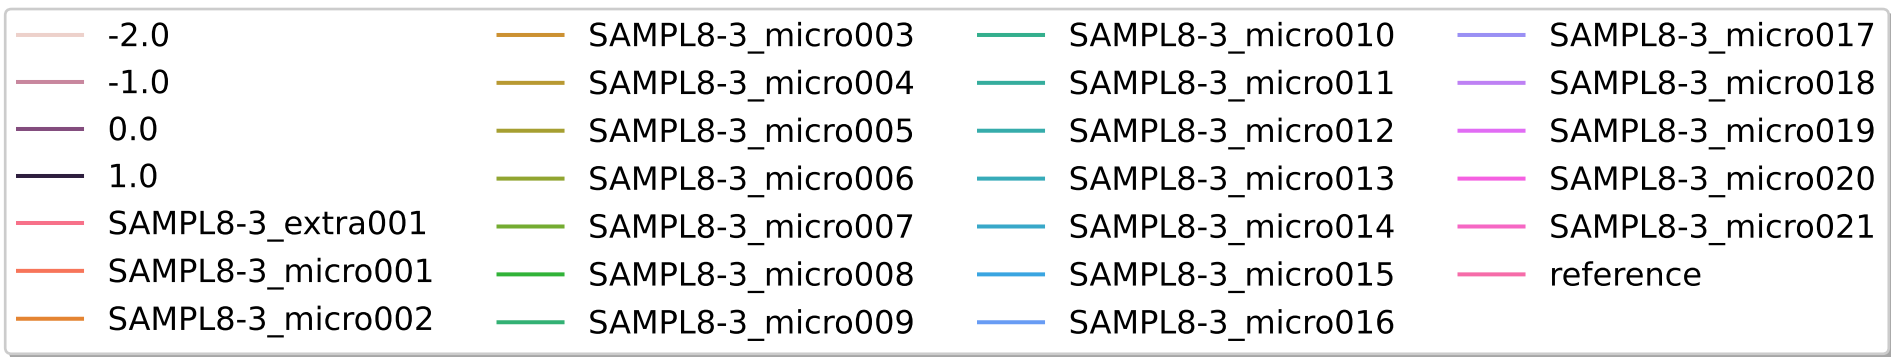 -2.0
-1.0
0.0
1.0
SAMPL8-3_extra001
SAMPL8-3_micro001
SAMPL8-3_micro002
SAMPL8-3_micro003
SAMPL8-3_micro004
SAMPL8-3_micro005
SAMPL8-3_micro006
SAMPL8-3_micro007
SAMPL8-3_micro008
SAMPL8-3_micro009
SAMPL8-3_micro010
SAMPL8-3_micro011
SAMPL8-3_micro012
SAMPL8-3_micro013
SAMPL8-3_micro014
SAMPL8-3_micro015
SAMPL8-3_micro016
SAMPL8-3_micro017
SAMPL8-3_micro018
SAMPL8-3_micro019
SAMPL8-3_micro020
SAMPL8-3_micro021
reference